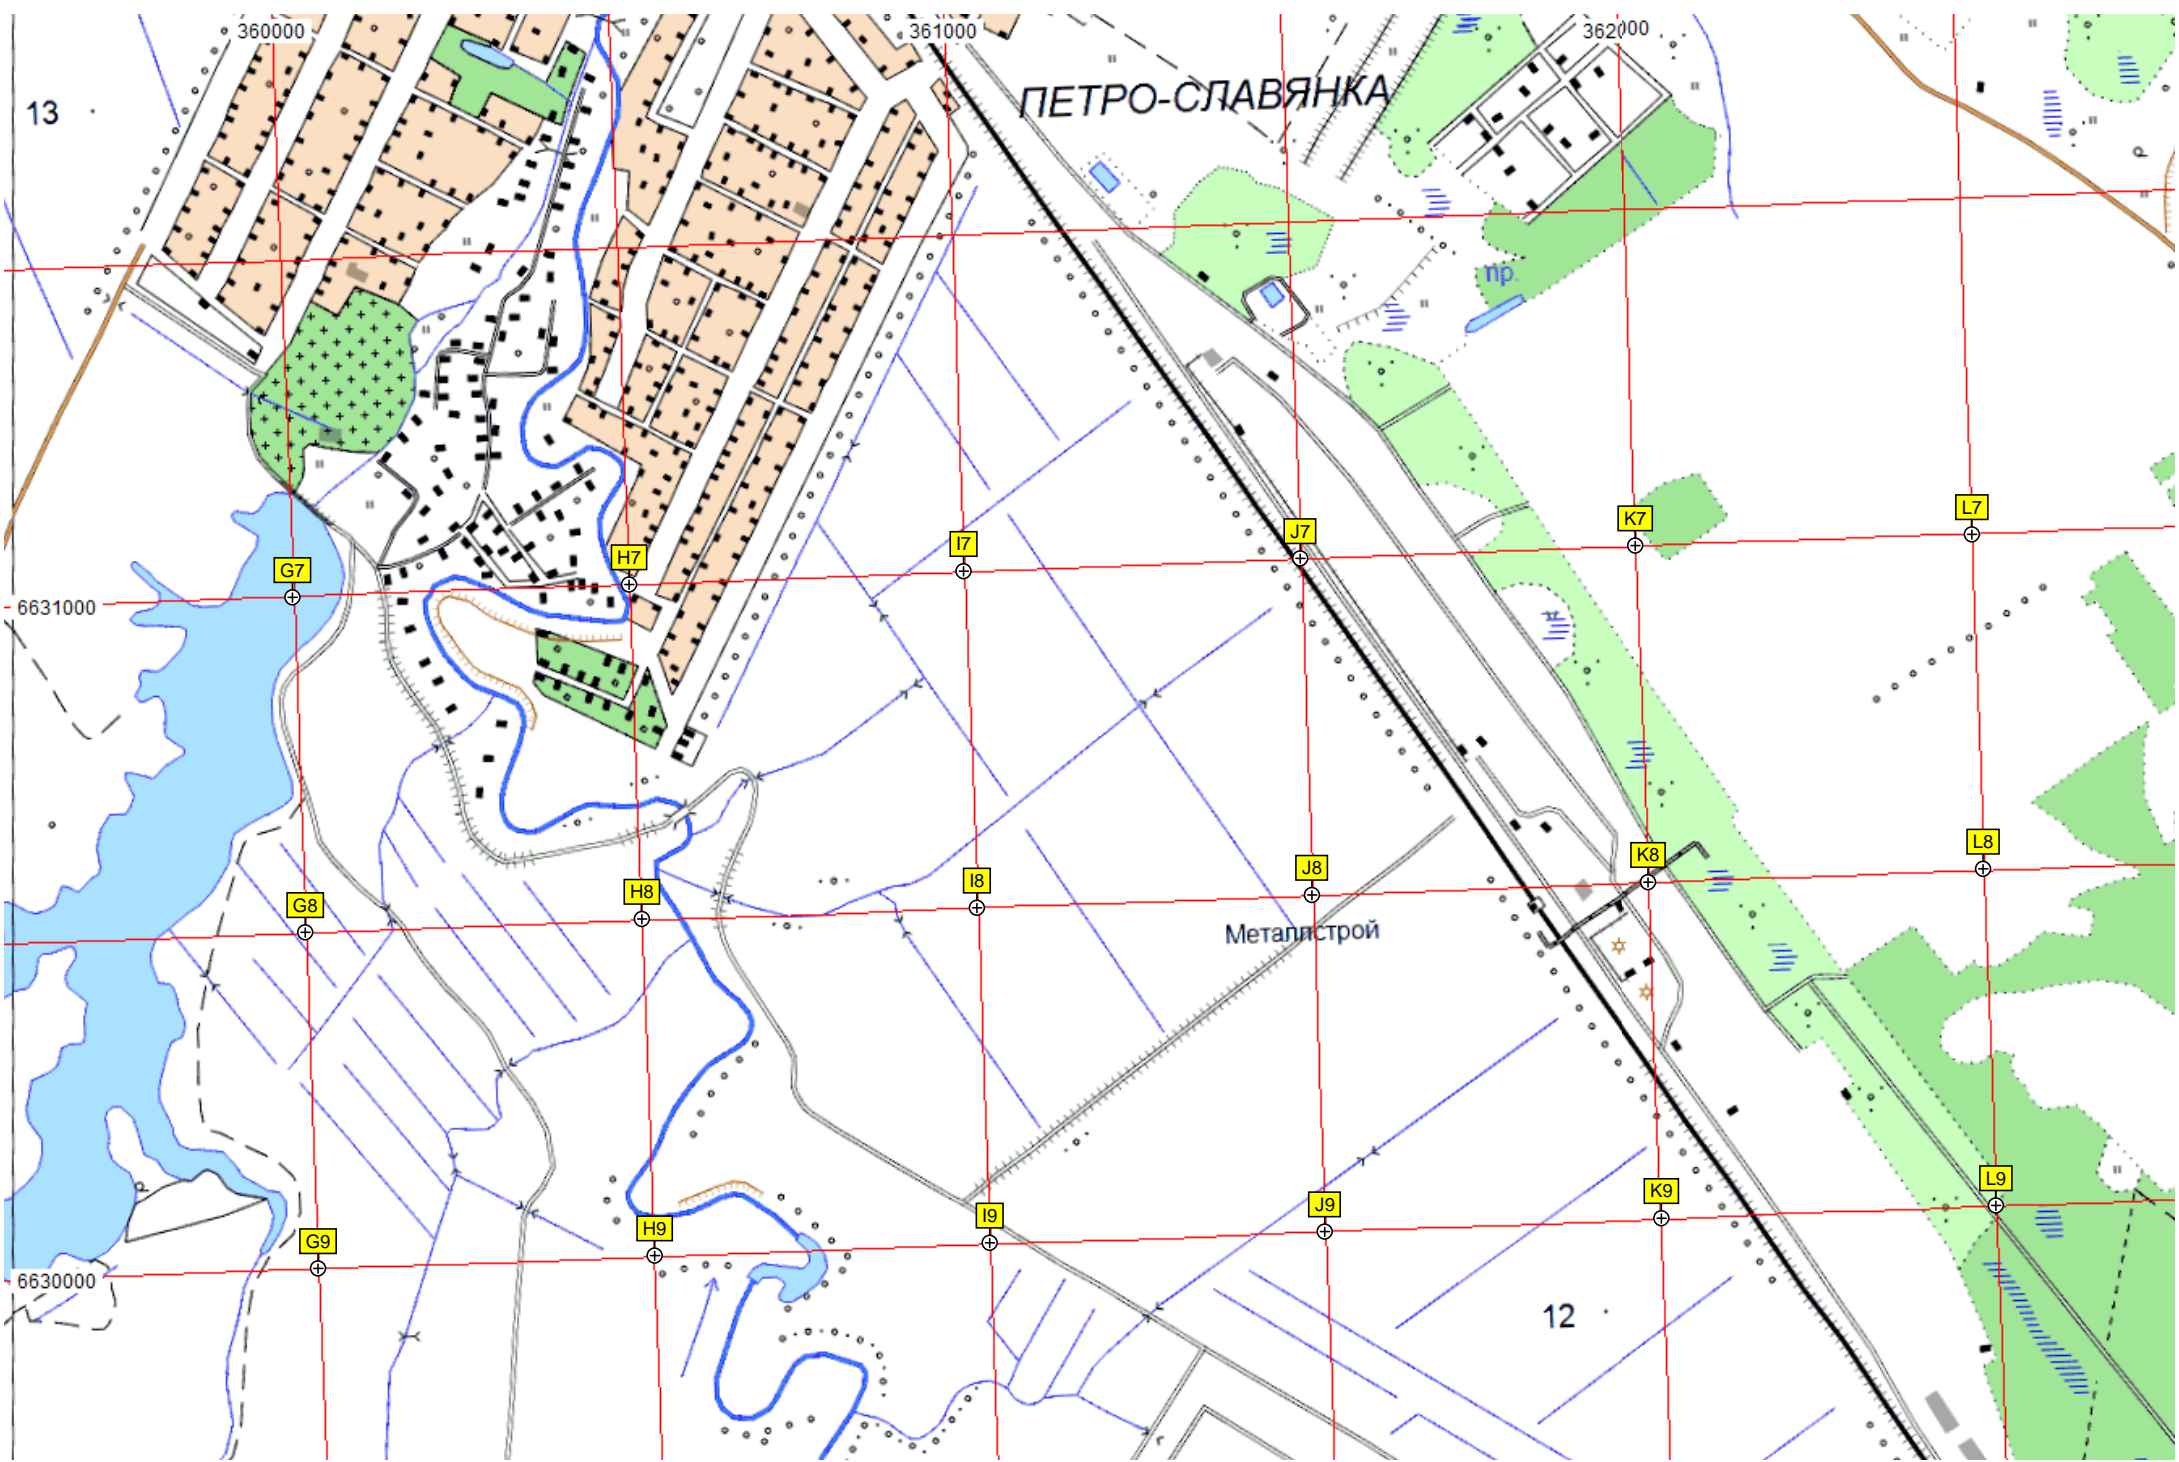 360000
361000
362000
13
ПЕТРО-СЛАВЯНКА
пр.
L7
K7
J7
I7
H7
G7
6631000
L8
K8
J8
I8
H8
G8
Металлстрой
L9
K9
J9
I9
H9
G9
6630000
12